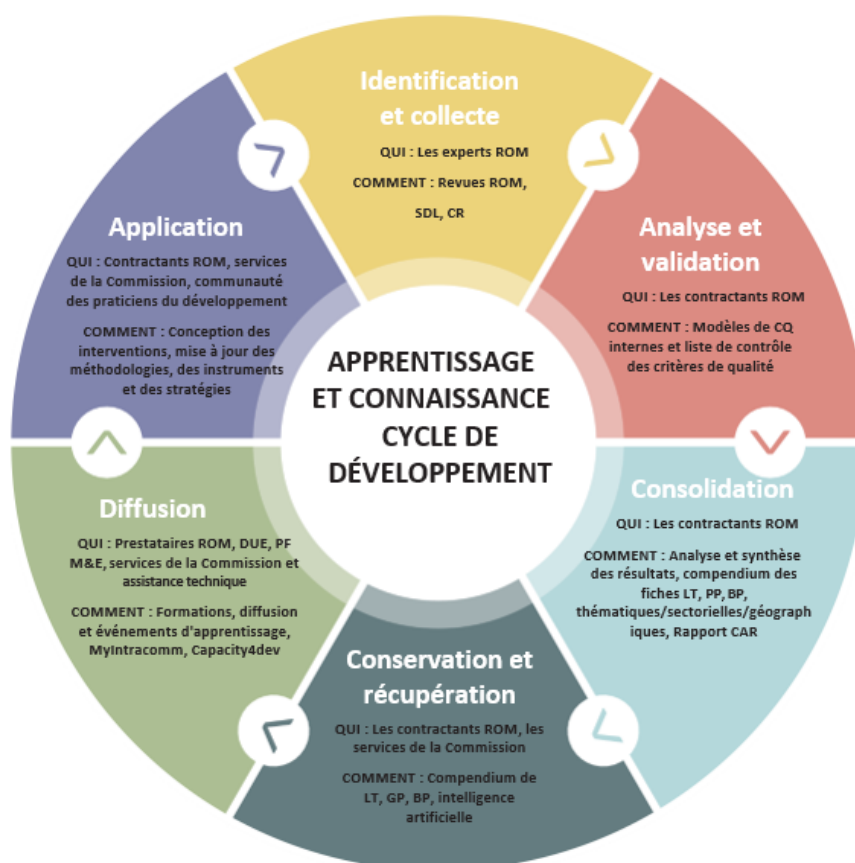 Identification
et collecte
QUI : Les experts ROM
COMMENT : Revues ROM,
SDL, CR
Analyse et
validation
QUI : Les contractants ROM
COMMENT : Modèles de CQ
internes et liste de contrôle
des critères de qualité
Consolidation
QUI : Les contractants ROM
COMMENT : Analyse et synthèse
des résultats, compendium des
fiches LT, PP, BP,
thématiques/sectorielles/géograph
iques, Rapport CAR
Conservation et
récupération
QUI : Les contractants ROM, les
services de la Commission
COMMENT : Compendium de
LT, GP, BP, intelligence
artificielle
Diffusion
QUI : Prestataires ROM, DUE, PF
M&E, services de la Commission et
assistance technique
COMMENT : Formations, diffusion
et événements d'apprentissage,
MyIntracomm, Capacity4dev
Application
QUI : Contractants ROM, services
de la Commission, communauté
des praticiens du développement
COMMENT : Conception des
interventions, mise à jour des
méthodologies, des instruments
et des stratégies
APPRENTISSAGE
ET CONNAISSANCE
CYCLE DE
DÉVELOPPEMENT